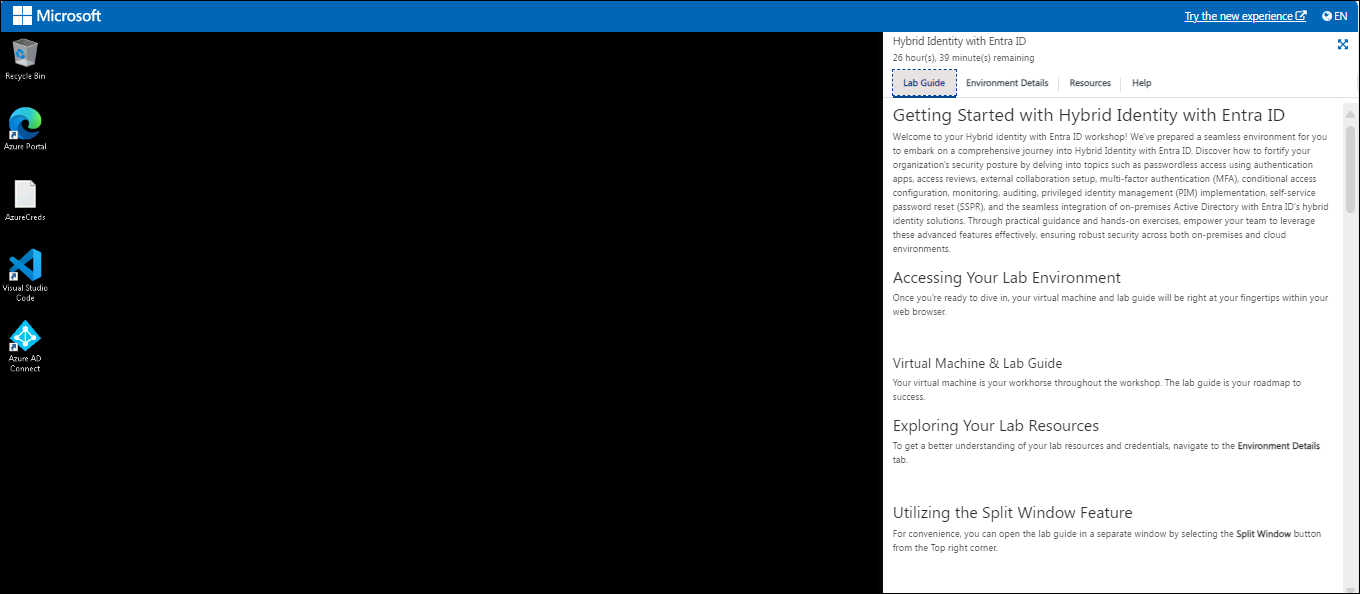 Microsoft
Try the new experience
EN
Recycle Bin
Azure Portal
AzureCreds
Visual Studio
Code
Azure AD
Connect
Hybrid Identity with Entra ID
26 hour(s), 39 minute(s) remaining
Lab Guide
Environment Details
Resources
Help
Getting Started with Hybrid Identity with Entra ID
Welcome to your Hybrid identity with Entra ID workshop! We've prepared a seamless environment for you
to embark on a comprehensive journey into Hybrid Identity with Entra ID. Discover how to fortify your
organization's security posture by delving into topics such as passwordless access using authentication
apps, access reviews, external collaboration setup, multi-factor authentication (MFA), conditional access
configuration, monitoring, auditing, privileged identity management (PIM) implementation, self-service
password reset (SSPR), and the seamless integration of on-premises Active Directory with Entra ID's hybrid
identity solutions. Through practical guidance and hands-on exercises, empower your team to leverage
these advanced features effectively, ensuring robust security across both on-premises and cloud
environments.
Accessing Your Lab Environment
Once you're ready to dive in, your virtual machine and lab guide will be right at your fingertips within your
web browser.
Virtual Machine & Lab Guide
Your virtual machine is your workhorse throughout the workshop. The lab guide is your roadmap to
success.
Exploring Your Lab Resources
To get a better understanding of your lab resources and credentials, navigate to the Environment Details
tab.
Utilizing the Split Window Feature
For convenience, you can open the lab guide in a separate window by selecting the Split Window button
from the Top right corner.